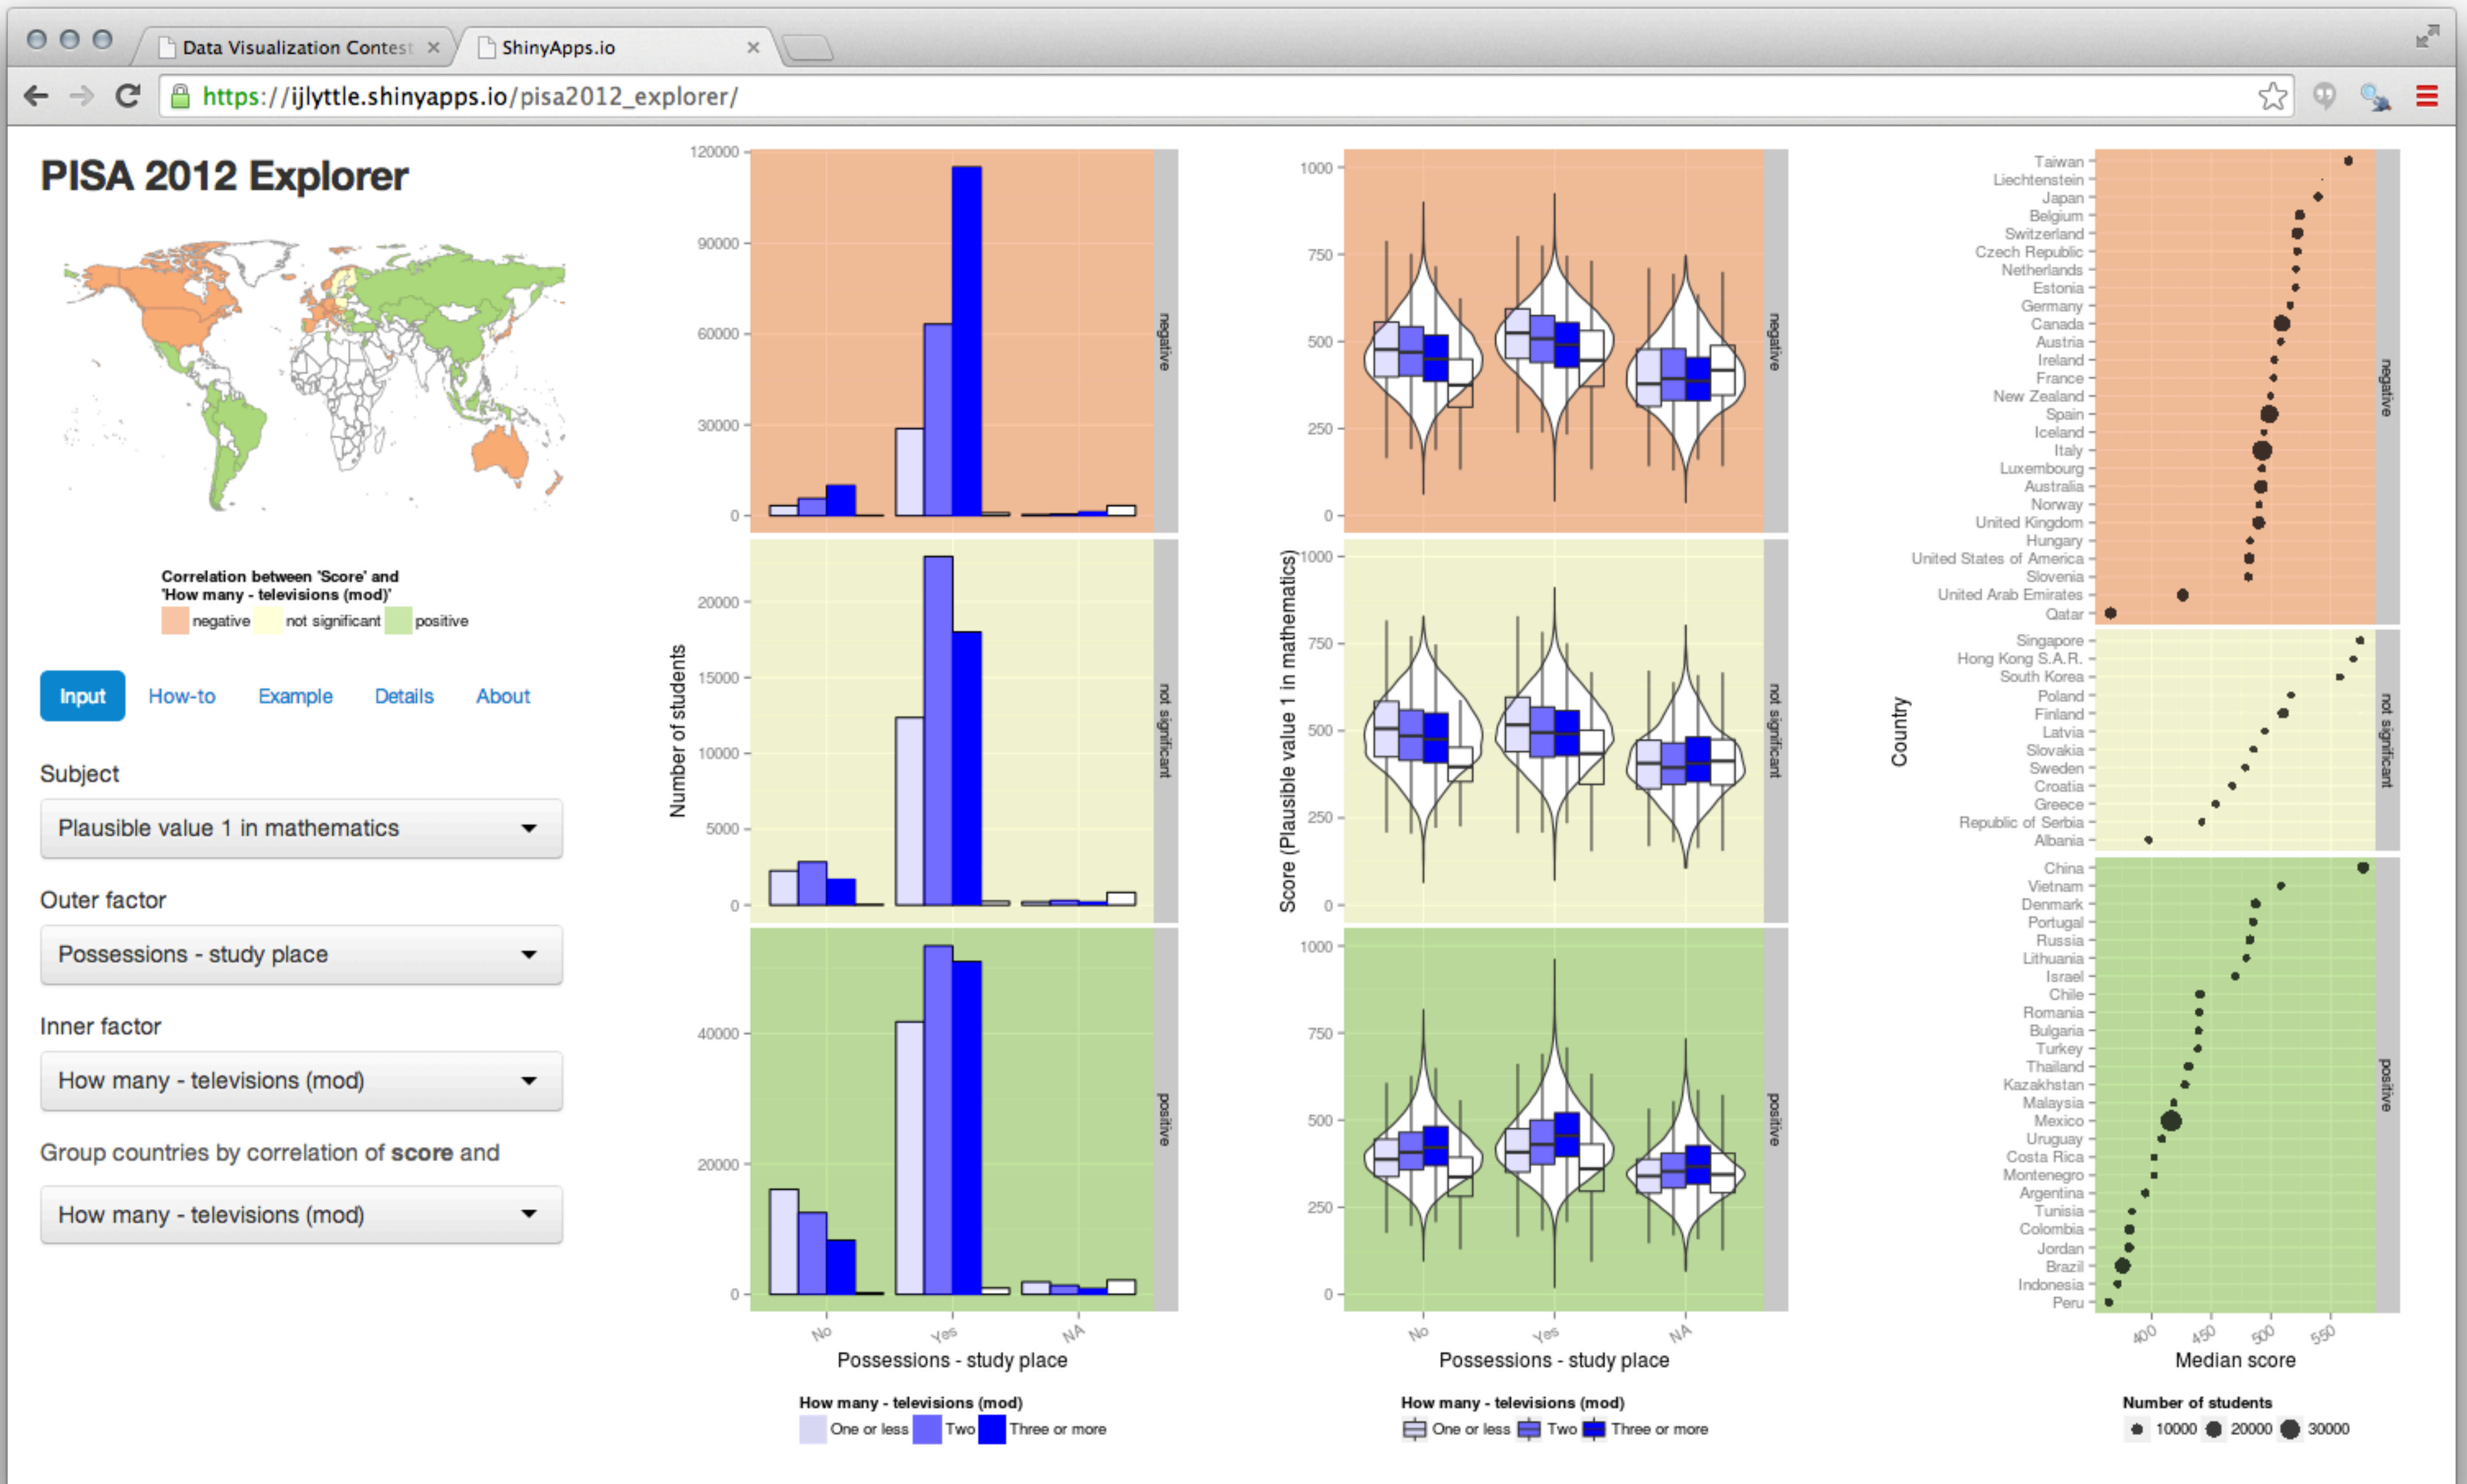 Data Visualization Contest
ShinyApps.io
https://ijlyttle.shinyapps.io/pisa2012_explorer/
PISA 2012 Explorer
Correlation between 'Score' and
'How many - televisions (mod)'
negative not significant positive
Input How-to Example Details About
Subject
Plausible value 1 in mathematics
Outer factor
Possessions - study place
Inner factor
How many - televisions (mod)
Group countries by correlation of score and
How many - televisions (mod)
Number of students
120000
90000
60000
30000
0
negative
20000
15000
10000
5000
0
not significant
40000
20000
0
positive
No Yes NA
Possessions - study place
How many - televisions (mod)
One or less Two Three or more
Score (Plausible value 1 in mathematics)
1000
750
500
250
0
negative
1000
750
500
250
0
not significant
1000
750
500
250
0
positive
No Yes NA
Possessions - study place
How many - televisions (mod)
One or less Two Three or more
Country
Taiwan
Liechtenstein
Japan
Belgium
Switzerland
Czech Republic
Netherlands
Estonia
Germany
Canada
Austria
Ireland
France
New Zealand
Spain
Iceland
Italy
Luxembourg
Australia
Norway
United Kingdom
Hungary
United States of America
Slovenia
United Arab Emirates
Qatar
negative
Singapore
Hong Kong S.A.R.
South Korea
Poland
Finland
Latvia
Slovakia
Sweden
Croatia
Greece
Republic of Serbia
Albania
not significant
China
Vietnam
Denmark
Portugal
Russia
Lithuania
Israel
Chile
Romania
Bulgaria
Turkey
Thailand
Kazakhstan
Malaysia
Mexico
Uruguay
Costa Rica
Montenegro
Argentina
Tunisia
Colombia
Jordan
Brazil
Indonesia
Peru
positive
400 450 500 550
Median score
Number of students
10000 20000 30000